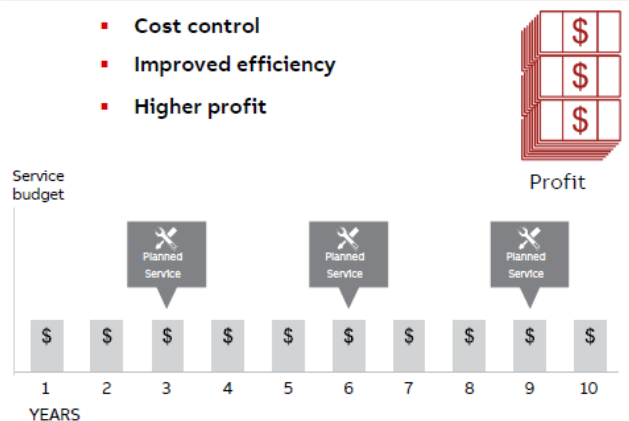 Cost control
Improved efficiency
Higher profit
$
$
$
Profit
Service
budget
Planned
Service
Planned
Service
Planned
Service
$ $ $ $ $ $ $ $ $ $
1 2 3 4 5 6 7 8 9 10
YEARS